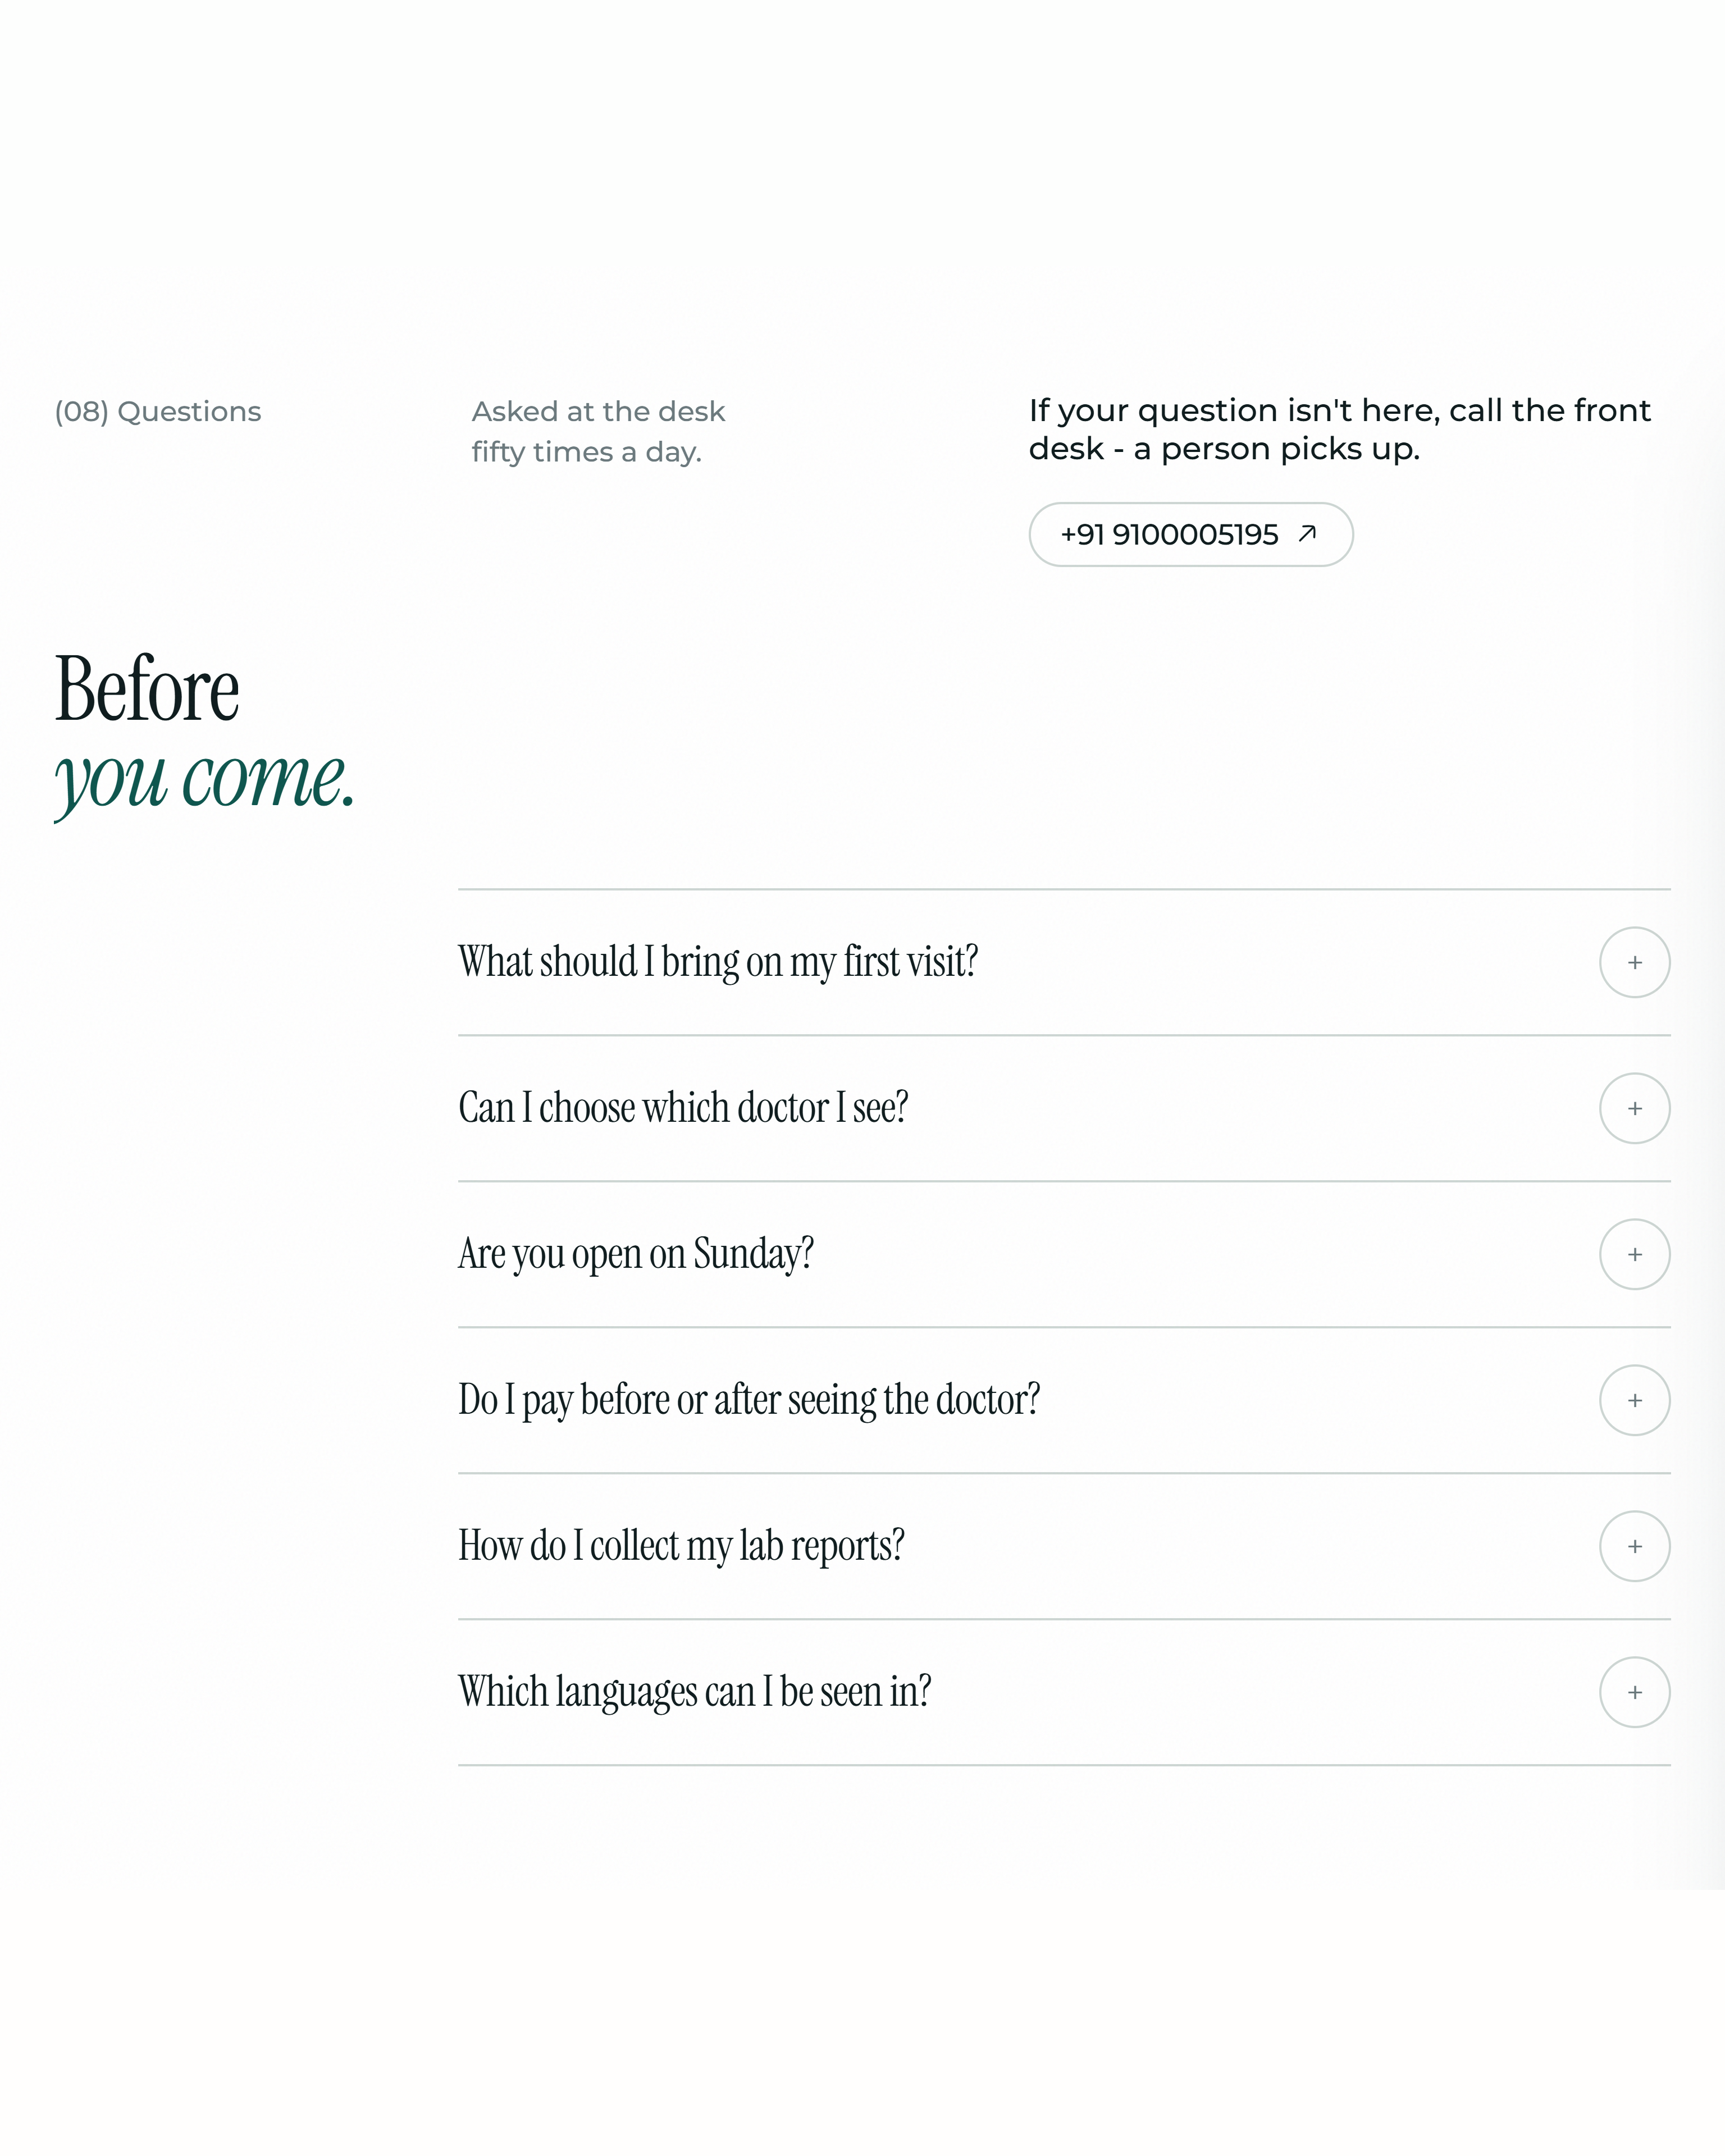 (08) Questions
Asked at the desk
fifty times a day.
If your question isn't here, call the front
desk - a person picks up.
+91 9100005195
Before
you come.
What should I bring on my first visit?
Can I choose which doctor I see?
Are you open on Sunday?
Do I pay before or after seeing the doctor?
How do I collect my lab reports?
Which languages can I be seen in?